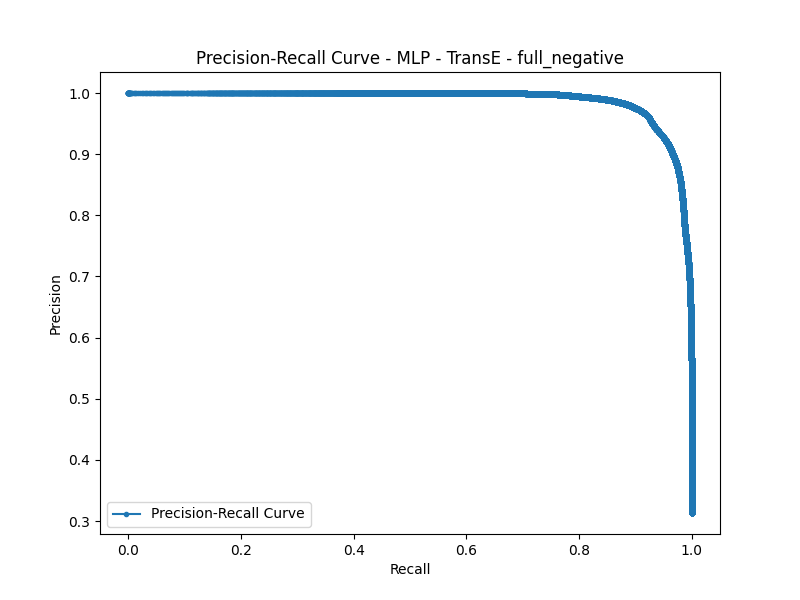 Precision-Recall Curve - MLP - TransE - full_negative
1.0
0.9
0.8
0.7
0.6
0.5
0.4
0.3
Precision
Precision-Recall Curve
0.0 0.2 0.4 0.6 0.8 1.0
Recall